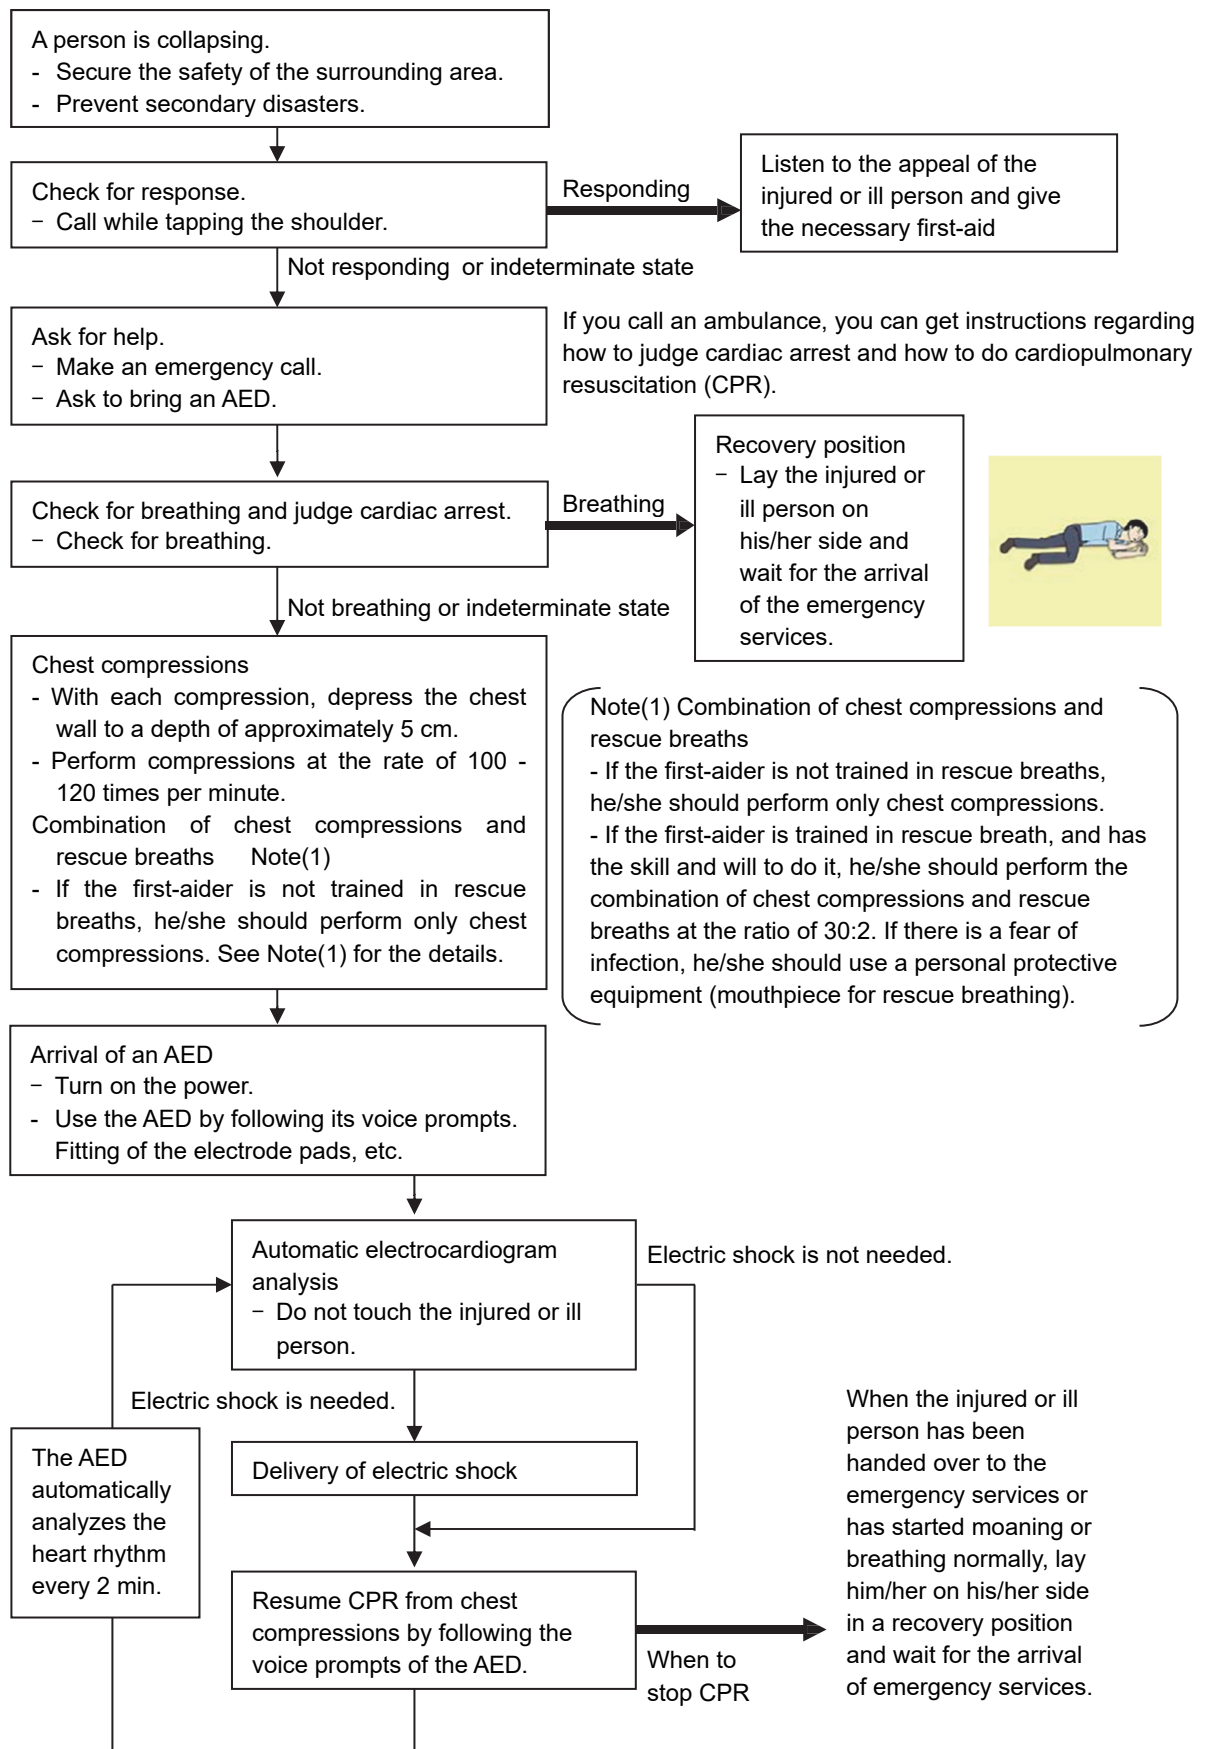 A person is collapsing.
- Secure the safety of the surrounding area.
- Prevent secondary disasters.
Check for response.
− Call while tapping the shoulder.
Responding
Listen to the appeal of the
injured or ill person and give
the necessary first-aid
Not responding or indeterminate state
Ask for help.
− Make an emergency call.
− Ask to bring an AED.
If you call an ambulance, you can get instructions regarding
how to judge cardiac arrest and how to do cardiopulmonary
resuscitation (CPR).
Check for breathing and judge cardiac arrest.
− Check for breathing.
Breathing
Recovery position
− Lay the injured or
ill person on
his/her side and
wait for the arrival
of the emergency
services.
Not breathing or indeterminate state
Chest compressions
- With each compression, depress the chest
wall to a depth of approximately 5 cm.
- Perform compressions at the rate of 100 -
120 times per minute.
Combination of chest compressions and
rescue breaths Note(1)
- If the first-aider is not trained in rescue
breaths, he/she should perform only chest
compressions. See Note(1) for the details.
Note(1) Combination of chest compressions and
rescue breaths
- If the first-aider is not trained in rescue breaths,
he/she should perform only chest compressions.
- If the first-aider is trained in rescue breath, and has
the skill and will to do it, he/she should perform the
combination of chest compressions and rescue
breaths at the ratio of 30:2. If there is a fear of
infection, he/she should use a personal protective
equipment (mouthpiece for rescue breathing).
Arrival of an AED
− Turn on the power.
- Use the AED by following its voice prompts.
Fitting of the electrode pads, etc.
Automatic electrocardiogram
analysis
− Do not touch the injured or ill
person.
Electric shock is not needed.
Electric shock is needed.
The AED
automatically
analyzes the
heart rhythm
every 2 min.
Delivery of electric shock
Resume CPR from chest
compressions by following the
voice prompts of the AED.
When to
stop CPR
When the injured or ill
person has been
handed over to the
emergency services or
has started moaning or
breathing normally, lay
him/her on his/her side
in a recovery position
and wait for the arrival
of emergency services.